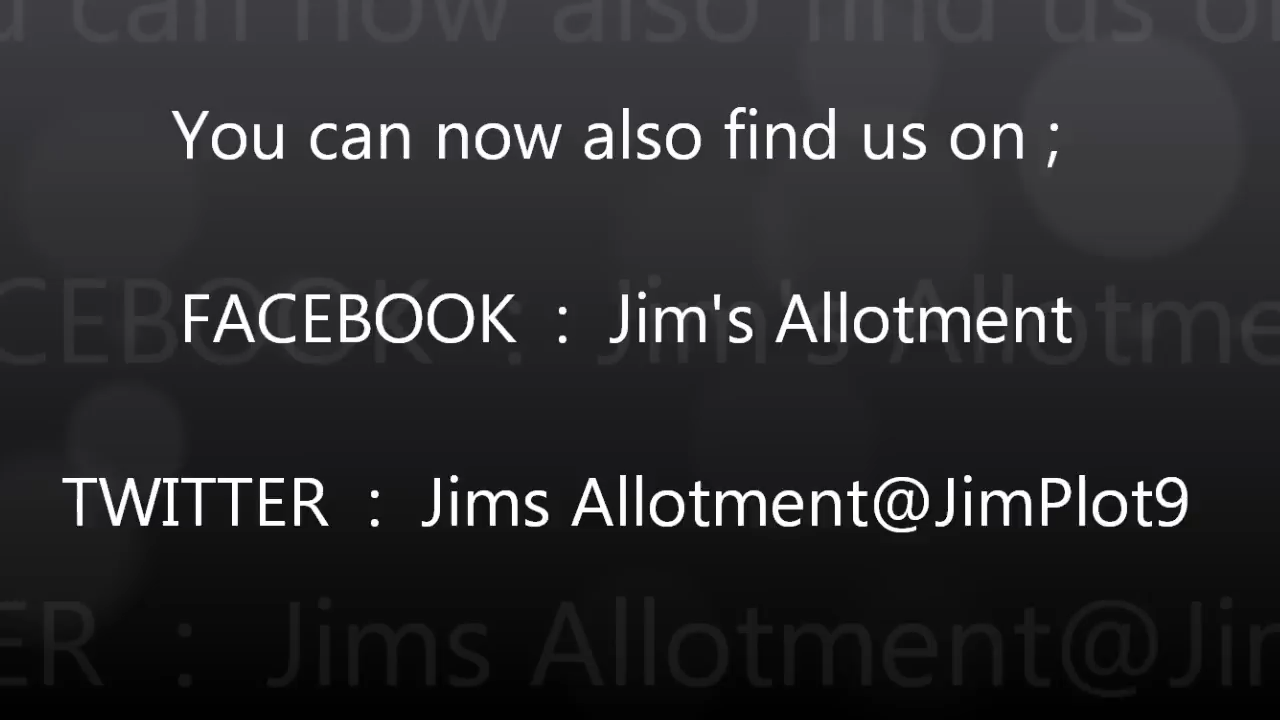 You can now also find us on ;
FACEBOOK : Jim's Allotment
TWITTER : Jims Allotment@JimPlot9